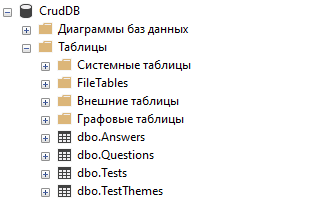 CrudDB
Диаграммы баз данных
Таблицы
Системные таблицы
FileTables
Внешние таблицы
Графовые таблицы
dbo.Answers
dbo.Questions
dbo.Tests
dbo.TestThemes